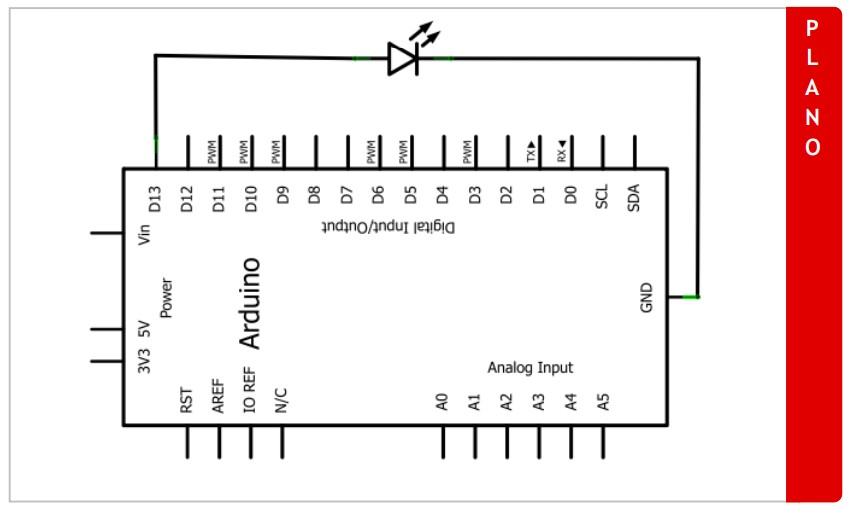 PLANO
PWM
PWM
PWM
PWM
PWM
PWM
TX▶
RX◀
D13
D12
D11
D10
D9
D8
D7
D6
D5
D4
D3
D2
D1
D0
SCL
SDA
Digital Input/Output
Vin
Power
5V
3V3
Arduino
GND
Analog Input
RST
AREF
IO REF
N/C
A0
A1
A2
A3
A4
A5